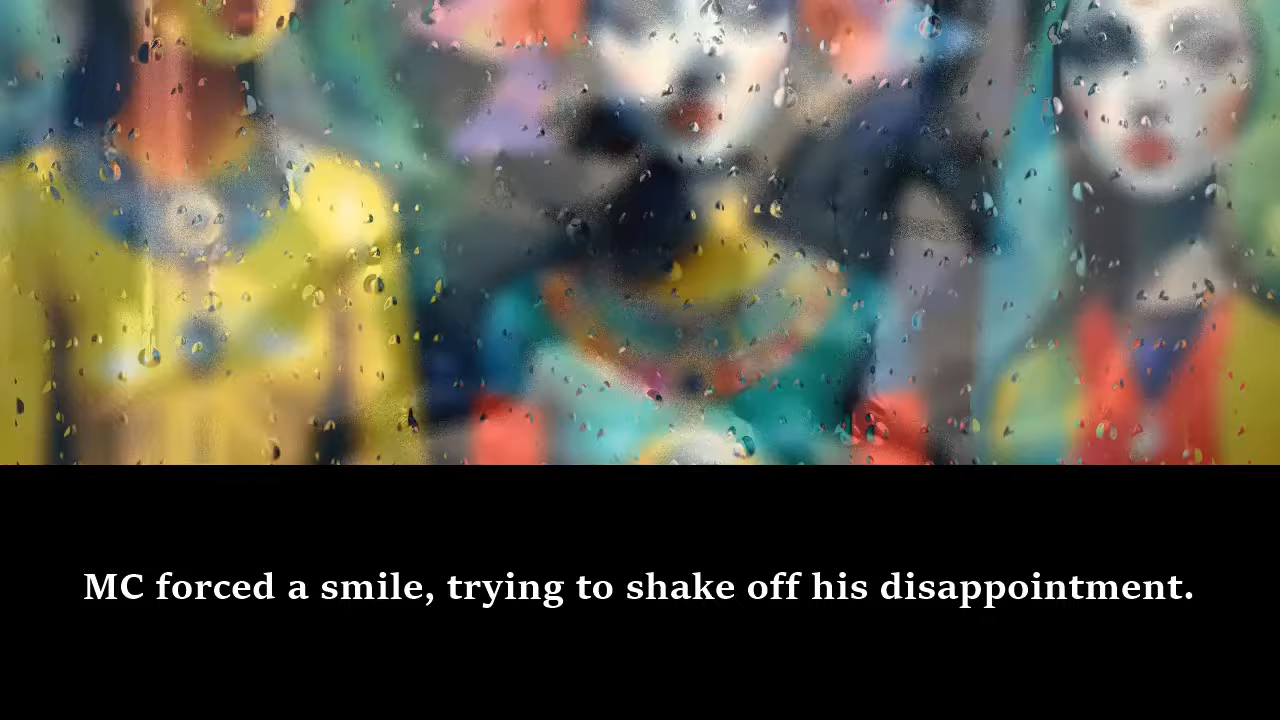 MC forced a smile, trying to shake off his disappointment.